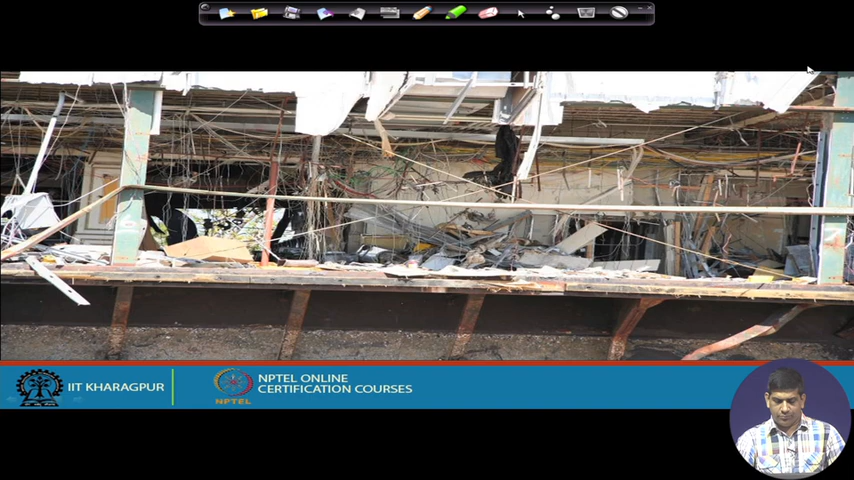 IIT KHARAGPUR
NPTEL ONLINE
CERTIFICATION COURSES
NPTEL